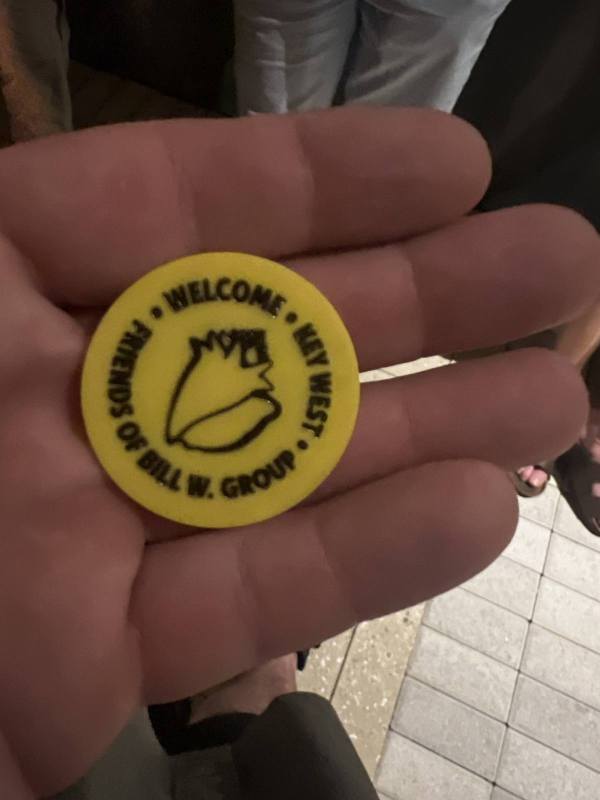 • WELCOME • KEY WEST • FRIENDS OF BILL W. GROUP